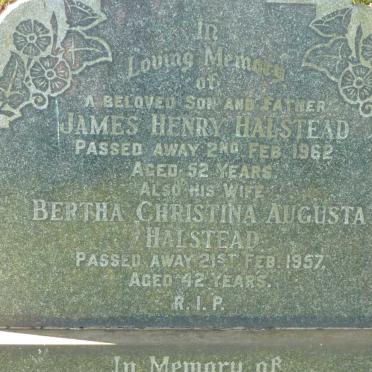 In
Loving Memory
of
A BELOVED SON AND FATHER
JAMES HENRY HALSTEAD
PASSED AWAY 2ND FEB. 1962
AGED 52 YEARS.
ALSO HIS WIFE
BERTHA CHRISTINA AUGUSTA
HALSTEAD
PASSED AWAY 21ST FEB. 1957,
AGED 42 YEARS.
R.I.P.
In Memory of